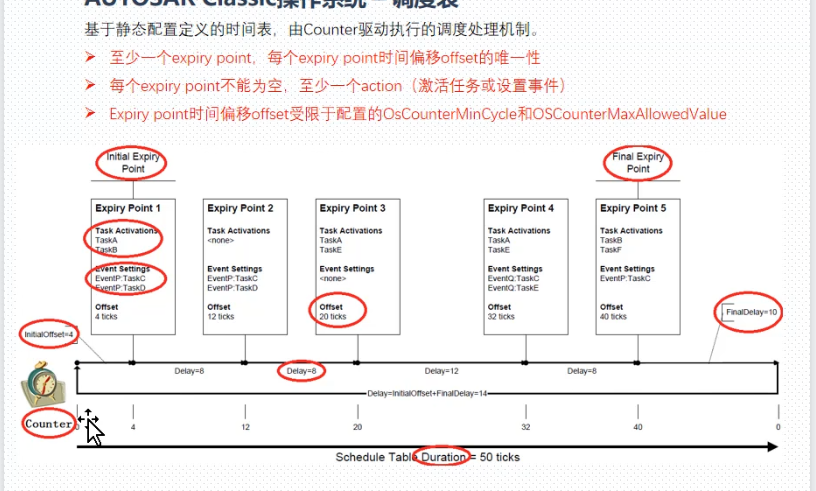 AUTOSAR Classic操作系统 – 调度表
基于静态配置定义的时间表，由Counter驱动执行的调度处理机制。
➢ 至少一个expiry point，每个expiry point时间偏移offset的唯一性
➢ 每个expiry point不能为空，至少一个action（激活任务或设置事件）
➢ Expiry point时间偏移offset受限于配置的OsCounterMinCycle和OSCounterMaxAllowedValue
Initial Expiry
Point
Final Expiry
Point
Expiry Point 1
Task Activations
TaskA
TaskB
Event Settings
EventP:TaskC
EventP:TaskD
Offset
4 ticks
Expiry Point 2
Task Activations
<none>
Event Settings
EventP:TaskC
EventP:TaskD
Offset
12 ticks
Expiry Point 3
Task Activations
TaskA
TaskE
Event Settings
<none>
Offset
20 ticks
Expiry Point 4
Task Activations
TaskA
TaskE
Event Settings
EventQ:TaskC
EventQ:TaskE
Offset
32 ticks
Expiry Point 5
Task Activations
TaskB
TaskF
Event Settings
EventP:TaskC
Offset
40 ticks
InitialOffset=4
FinalDelay=10
Delay=8
Delay=8
Delay=12
Delay=8
Delay=InitialOffset+FinalDelay=14
Counter
0 4 12 20 32 40 0
Schedule Table Duration = 50 ticks